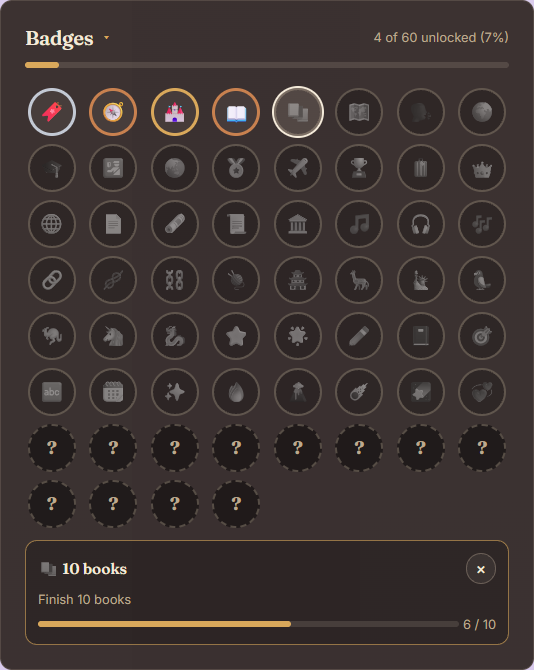 Badges
4 of 60 unlocked (7%)
abc
? ? ? ? ? ? ? ?
? ? ? ?
10 books
×
Finish 10 books
6 / 10